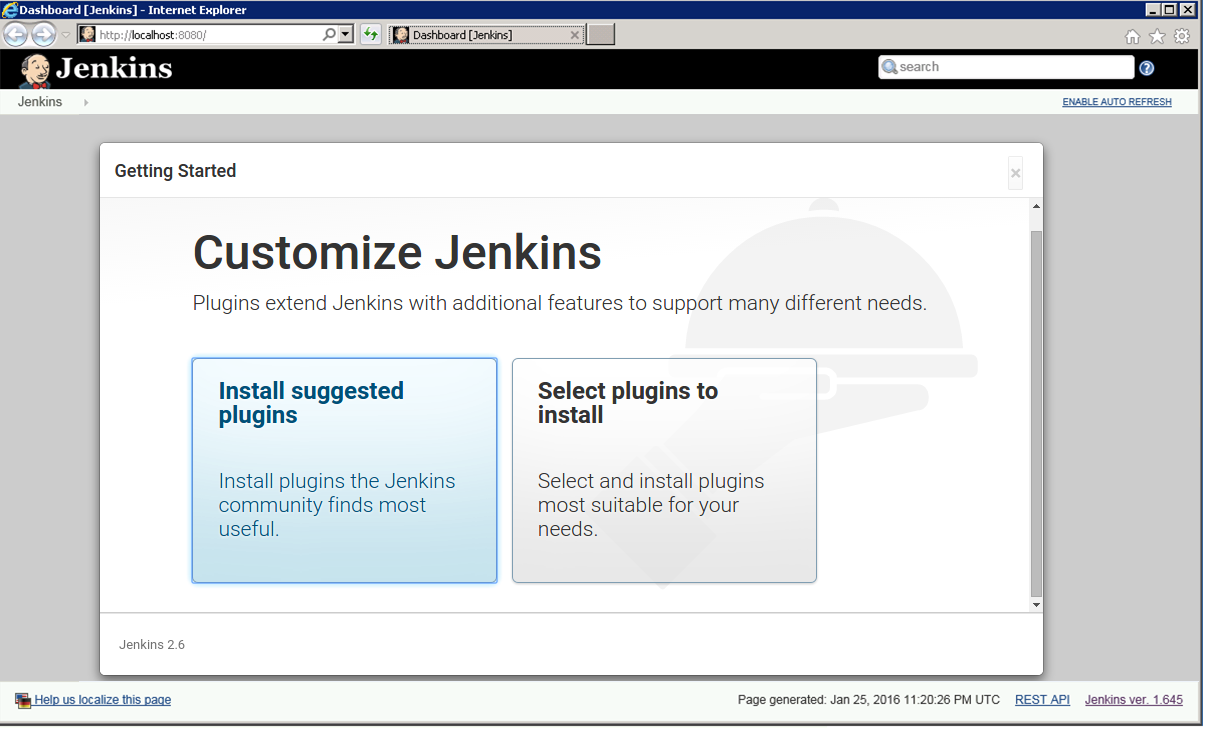 Dashboard [Jenkins] - Internet Explorer
http://localhost:8080/
Dashboard [Jenkins]
Jenkins
search
Jenkins
ENABLE AUTO REFRESH
Getting Started
Customize Jenkins
Plugins extend Jenkins with additional features to support many different needs.
Install suggested
plugins
Install plugins the Jenkins
community finds most
useful.
Select plugins to
install
Select and install plugins
most suitable for your
needs.
Jenkins 2.6
Help us localize this page
Page generated: Jan 25, 2016 11:20:26 PM UTC
REST API
Jenkins ver. 1.645